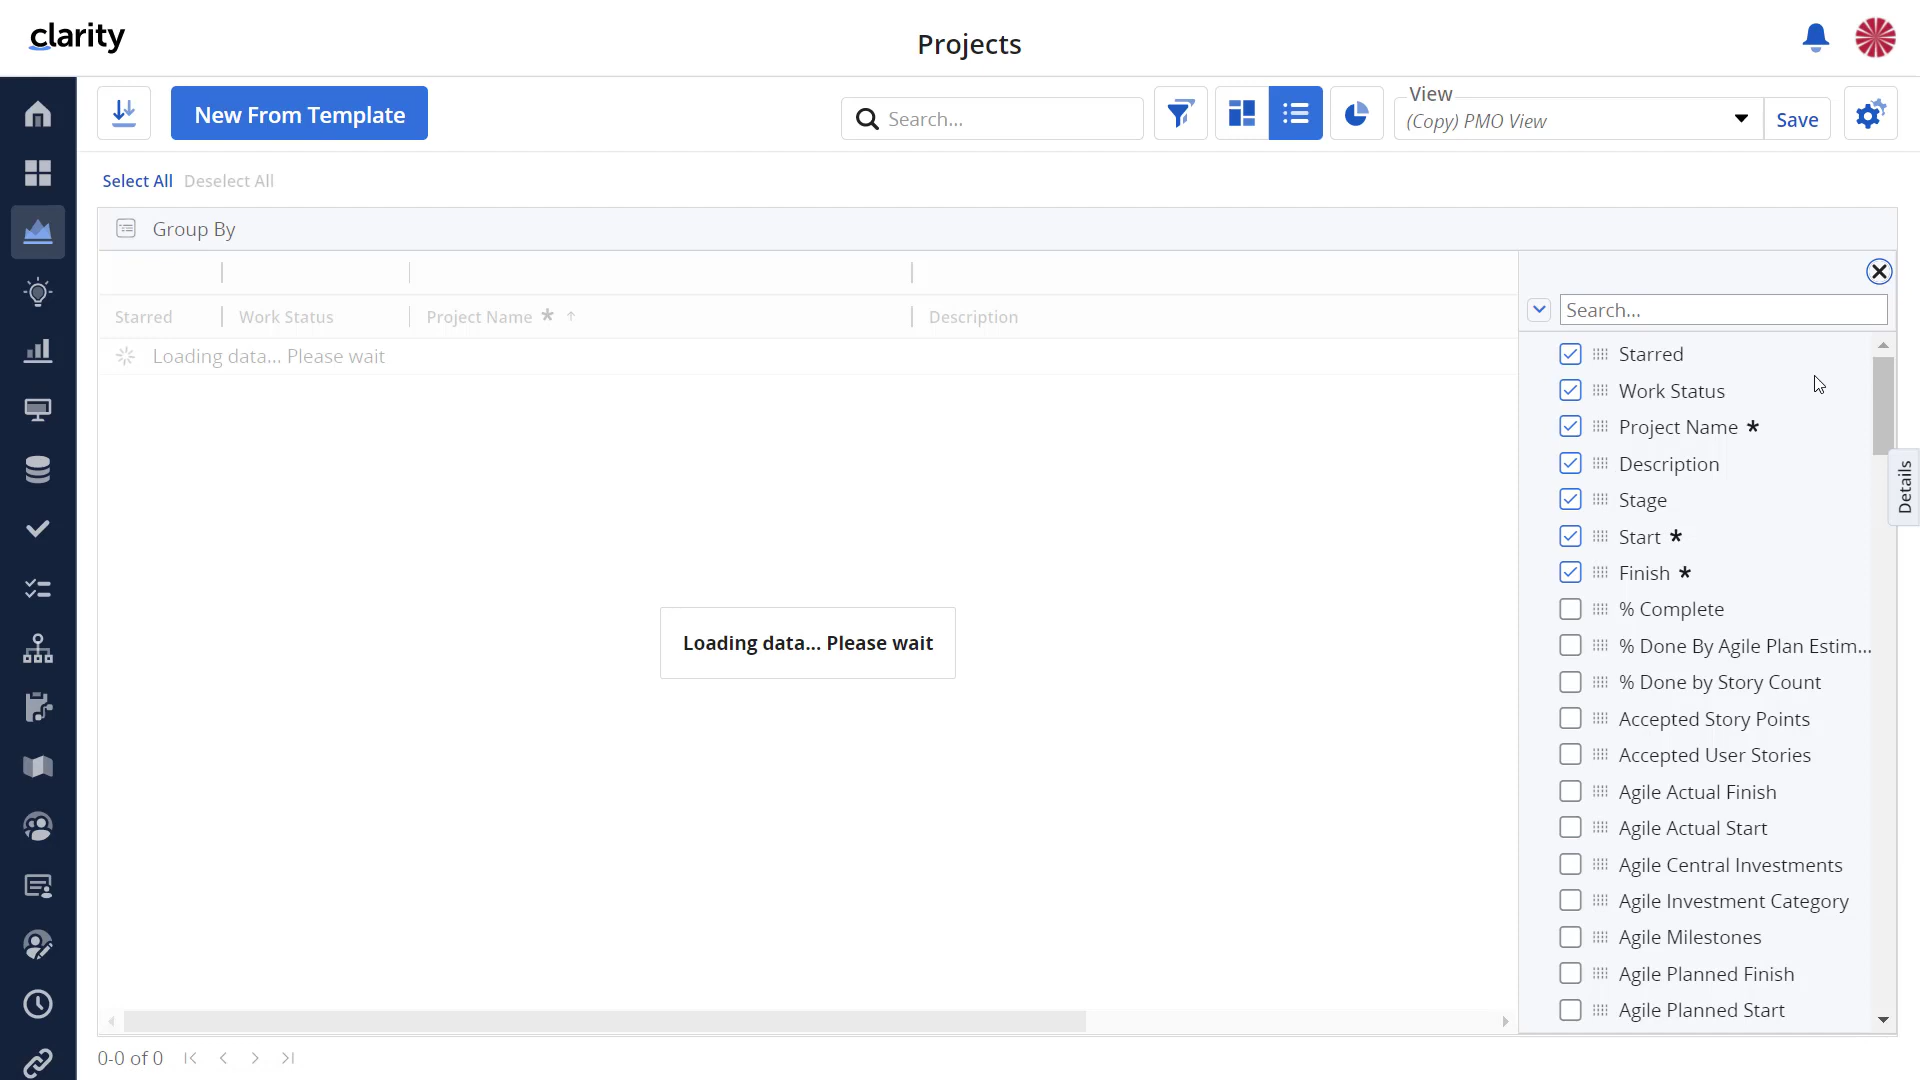 clarity
Projects
New From Template
Search...
View
(Copy) PMO View
Save
Select All Deselect All
Group By
Starred Work Status Project Name * ↑ Description
Loading data... Please wait
Loading data... Please wait
Search...
Starred
Work Status
Project Name *
Description
Stage
Start *
Finish *
% Complete
% Done By Agile Plan Estim...
% Done by Story Count
Accepted Story Points
Accepted User Stories
Agile Actual Finish
Agile Actual Start
Agile Central Investments
Agile Investment Category
Agile Milestones
Agile Planned Finish
Agile Planned Start
Details
0-0 of 0